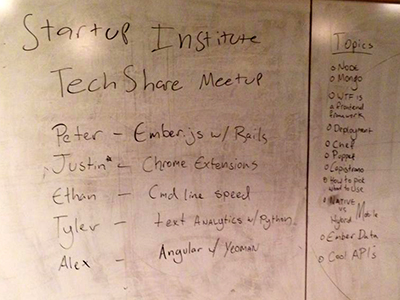 Startup Institute
TechShare Meetup
Peter - Ember.js w/ Rails
Justin - Chrome Extensions
Ethan - Cmd line speed
Tyler - text Analytics w/ Python
Alex - Angular w/ Yeoman
Topics
o Node
o Mongo
o WTF is
a frontend
framework
o Deployment
o Chef
o Puppet
o Capistrano
o How to pick
what to use
o Native
vs
Hybrid Mobile
o Ember Data
o Cool API's